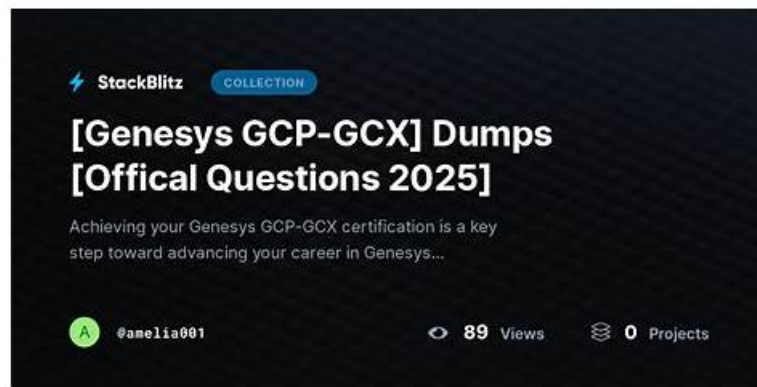 StackBlitz COLLECTION
[Genesys GCP-GCX] Dumps
[Offical Questions 2025]
Achieving your Genesys GCP-GCX certification is a key
step toward advancing your career in Genesys...
A @amelia001 89 Views 0 Projects